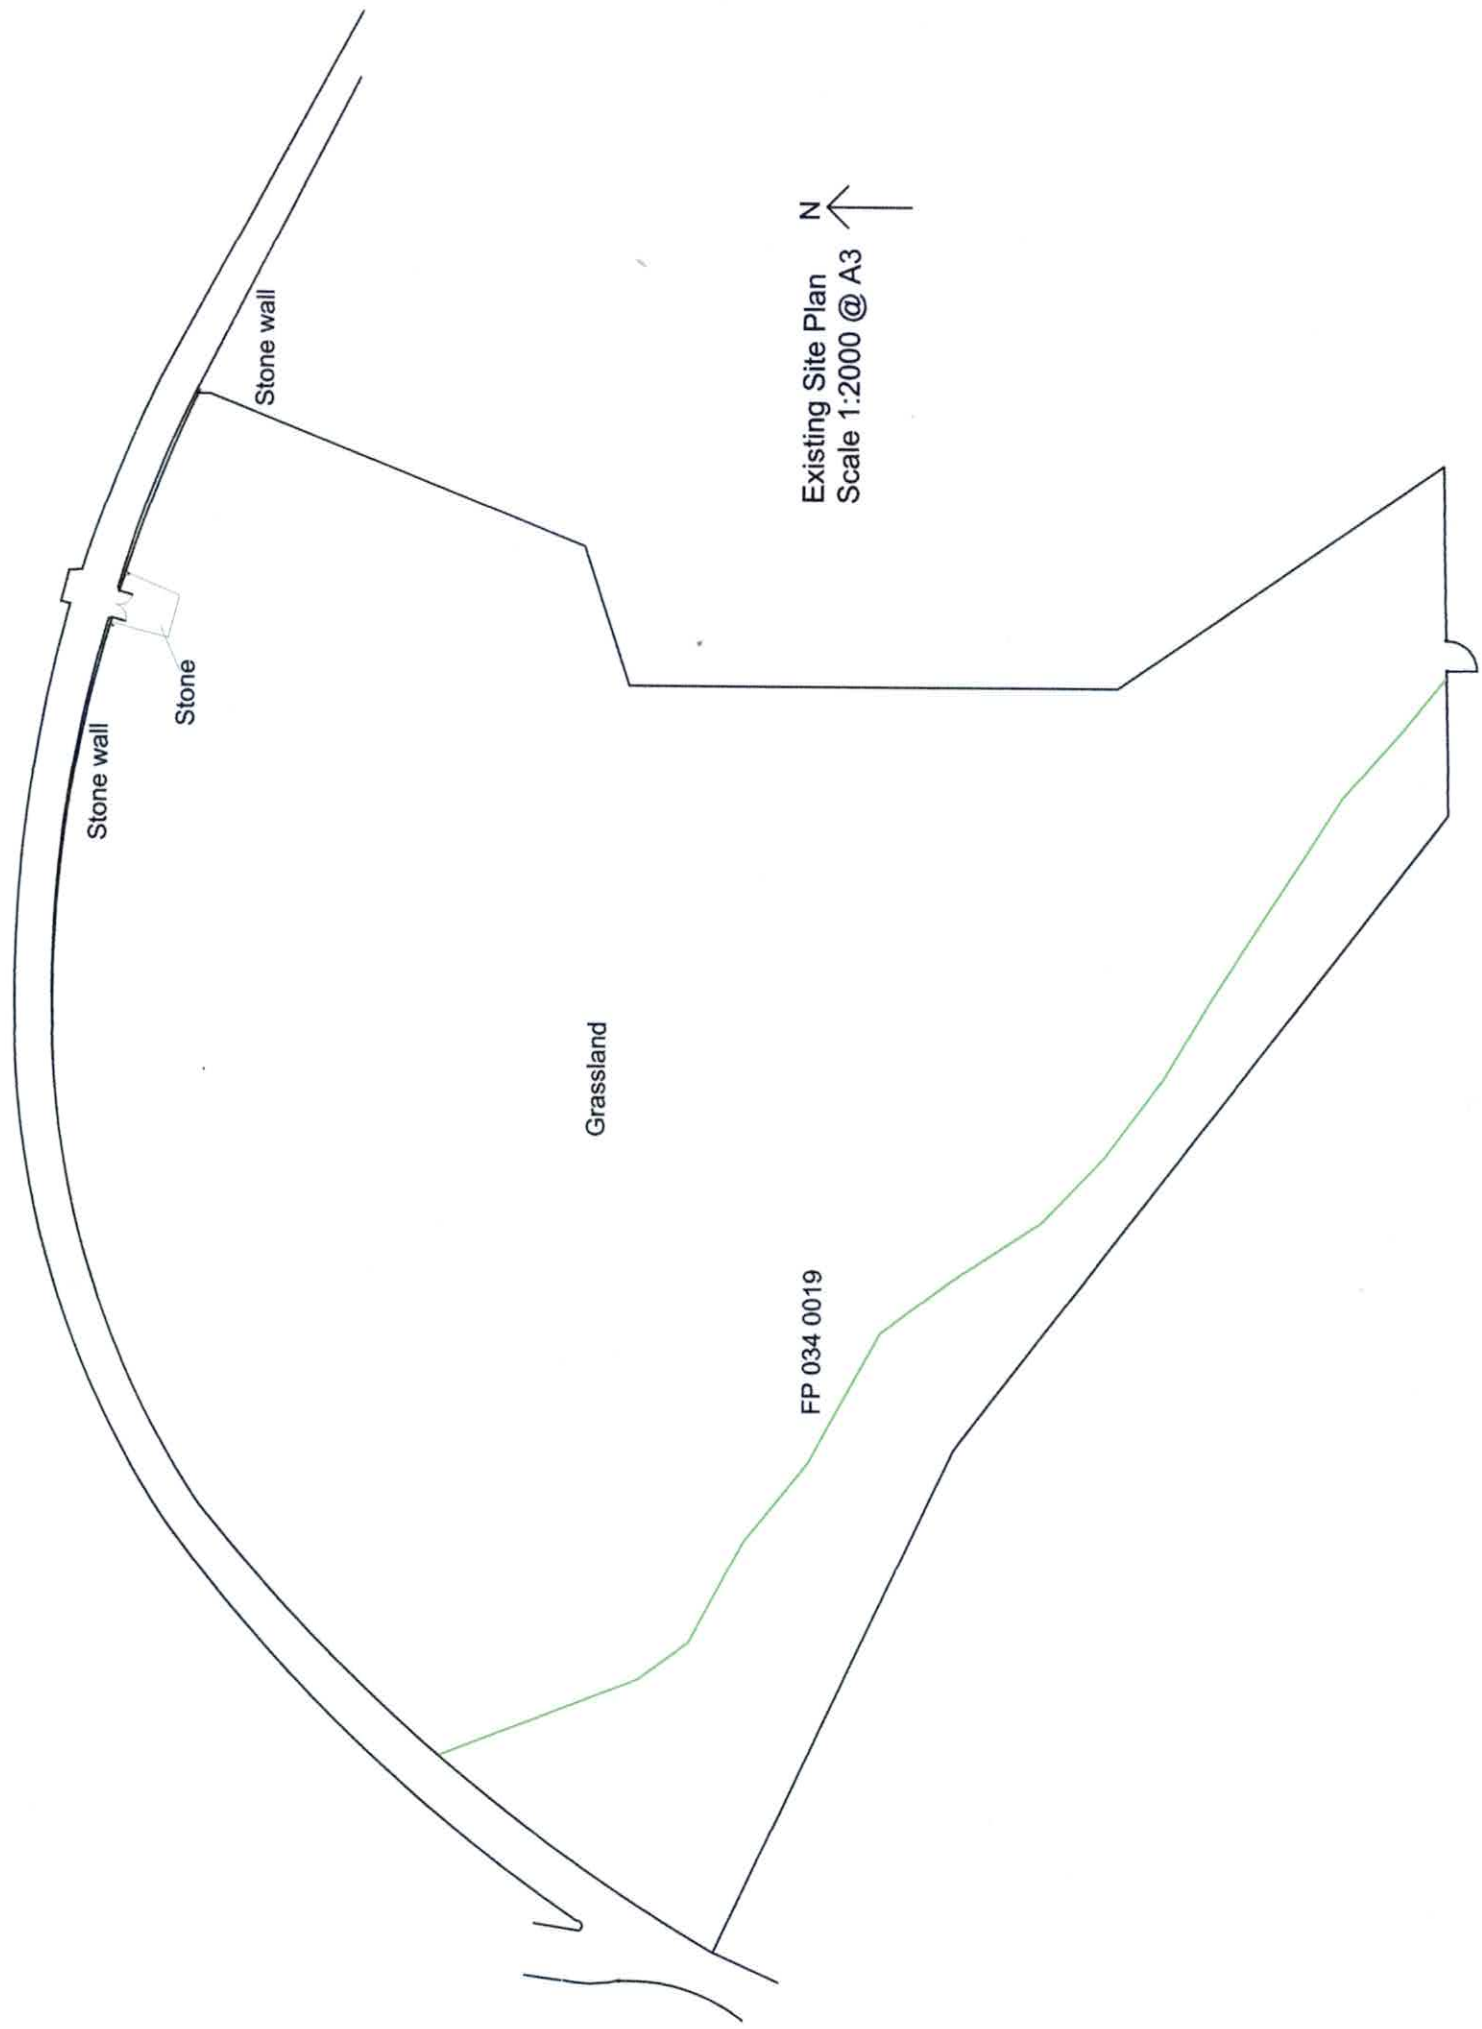 Stone wall
Stone
Stone wall
Grassland
FP 034 0019
N
Existing Site Plan
Scale 1:2000 @ A3